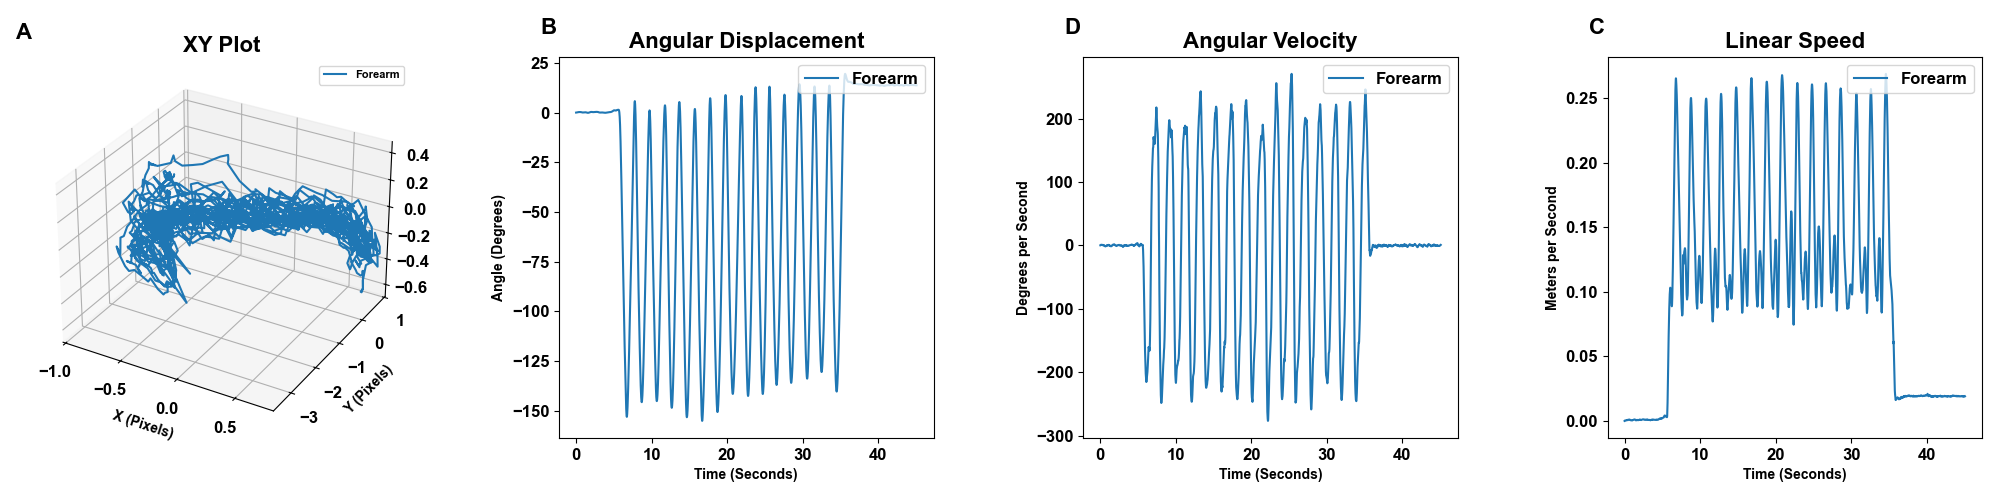 A
XY Plot
Forearm
0.4
0.2
0.0
−0.2
−0.4
−0.6
1
0
−1
−2
−3
Y (Pixels)
−1.0
−0.5
0.0
0.5
X (Pixels)
B
Angular Displacement
Forearm
25
0
−25
−50
−75
−100
−125
−150
Angle (Degrees)
0 10 20 30 40
Time (Seconds)
D
Angular Velocity
Forearm
200
100
0
−100
−200
−300
Degrees per Second
0 10 20 30 40
Time (Seconds)
C
Linear Speed
Forearm
0.25
0.20
0.15
0.10
0.05
0.00
Meters per Second
0 10 20 30 40
Time (Seconds)